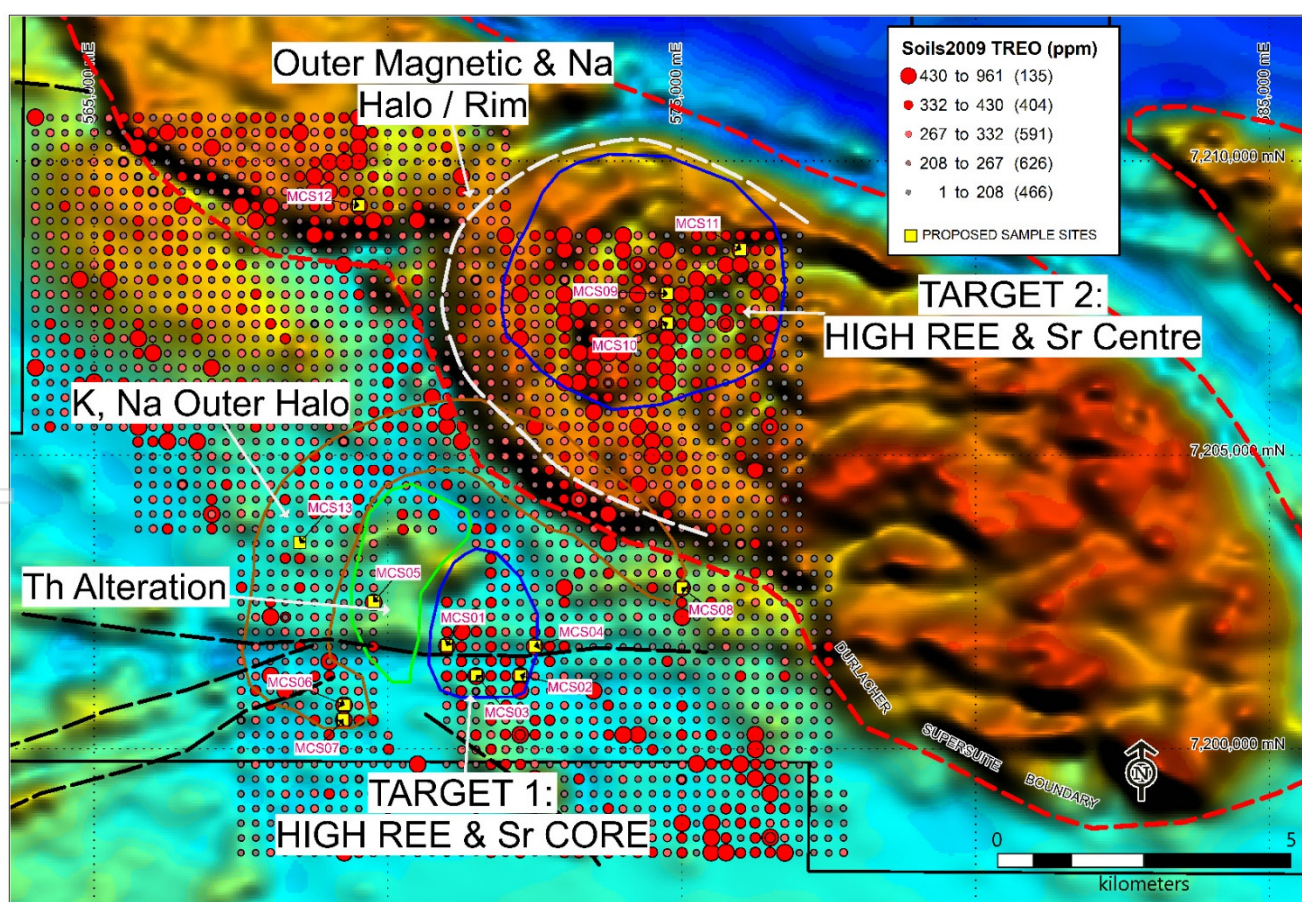 565,000 mE
575,000 mE
585,000 mE
Outer Magnetic & Na
Halo / Rim
Soils2009 TREO (ppm)
430 to 961 (135)
332 to 430 (404)
267 to 332 (591)
208 to 267 (626)
1 to 208 (466)
PROPOSED SAMPLE SITES
7,210,000 mN
MCS12
MCS11
MCS09
MCS10
TARGET 2:
HIGH REE & Sr Centre
K, Na Outer Halo
7,205,000 mN
MCS13
Th Alteration
MCS05
MCS08
MCS01
MCS04
MCS06
MCS02
MCS03
MCS07
DURLACHER SUPERSUITE BOUNDARY
7,200,000 mN
N
TARGET 1:
HIGH REE & Sr CORE
0 5
kilometers